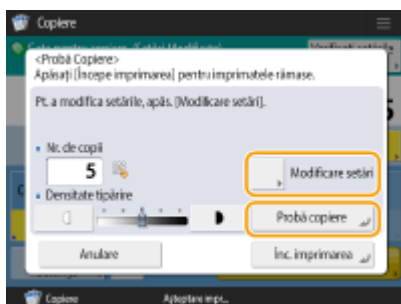 Copiere
<Probă Copiere>
Apăsați [Începe imprimarea] pentru imprimatele rămase.
Pt. a modifica setările, apăs. [Modificare setări].
Nr. de copii
5
Modificare setări
Densitate tipărire
Probă copiere
Anulare
Înc. imprimarea
Copiere